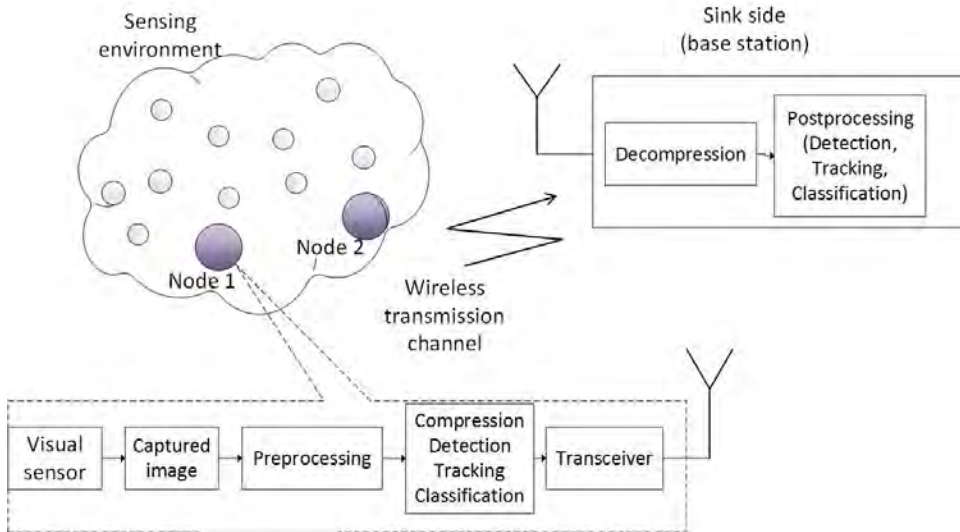 Sensing
environment
Sink side
(base station)
Decompression
Postprocessing
(Detection,
Tracking,
Classification)
Node 2
Node 1
Wireless
transmission
channel
Visual
sensor
Captured
image
Preprocessing
Compression
Detection
Tracking
Classification
Transceiver